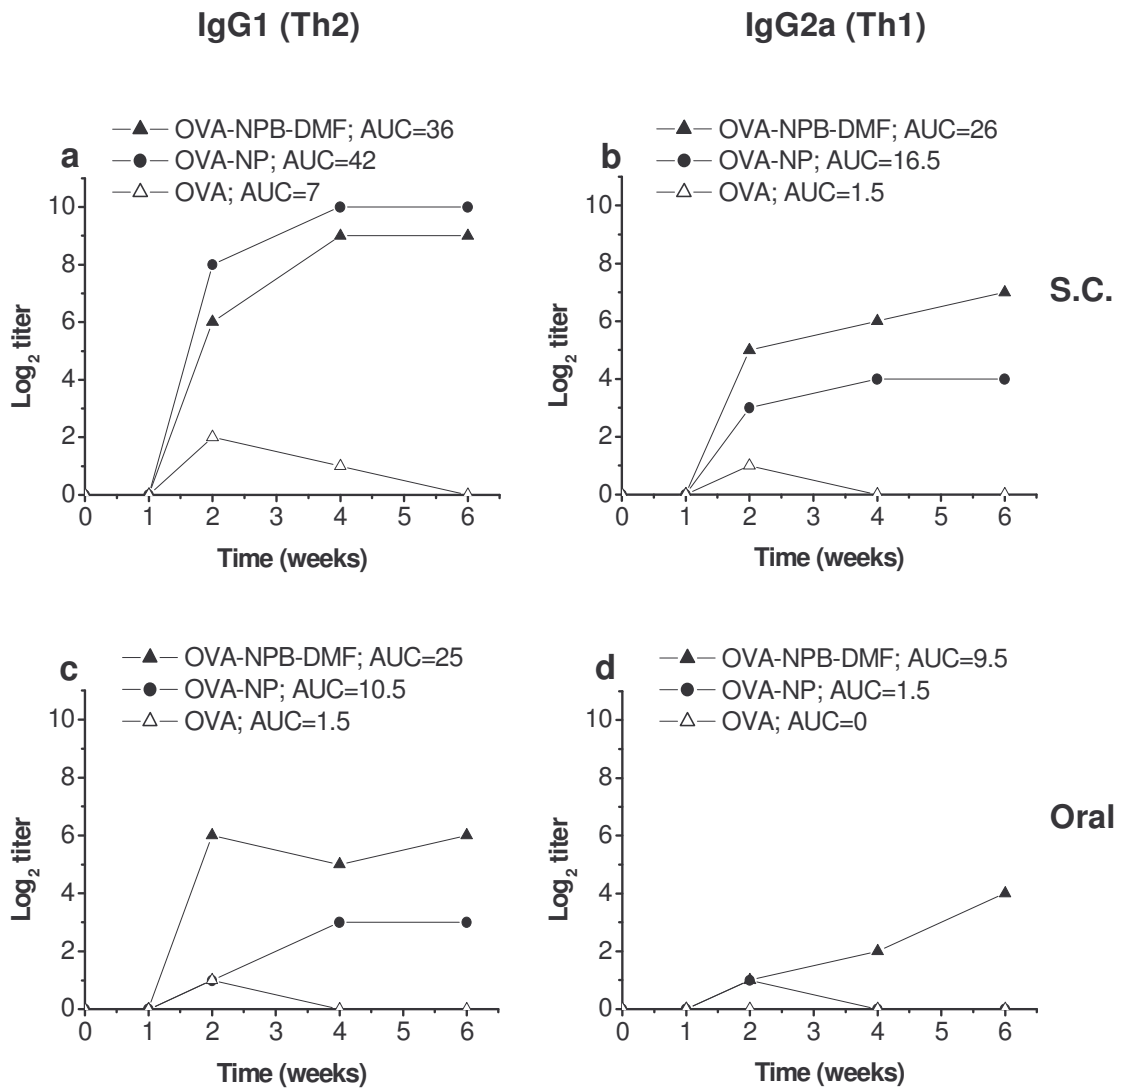 IgG1 (Th2)
IgG2a (Th1)
a
OVA-NPB-DMF; AUC=36
OVA-NP; AUC=42
OVA; AUC=7
10
8
6
4
2
0
0 1 2 3 4 5 6
Log2 titer
Time (weeks)
b
OVA-NPB-DMF; AUC=26
OVA-NP; AUC=16.5
OVA; AUC=1.5
10
8
6
4
2
0
0 1 2 3 4 5 6
Log2 titer
Time (weeks)
S.C.
c
OVA-NPB-DMF; AUC=25
OVA-NP; AUC=10.5
OVA; AUC=1.5
10
8
6
4
2
0
0 1 2 3 4 5 6
Log2 titer
Time (weeks)
d
OVA-NPB-DMF; AUC=9.5
OVA-NP; AUC=1.5
OVA; AUC=0
10
8
6
4
2
0
0 1 2 3 4 5 6
Log2 titer
Time (weeks)
Oral